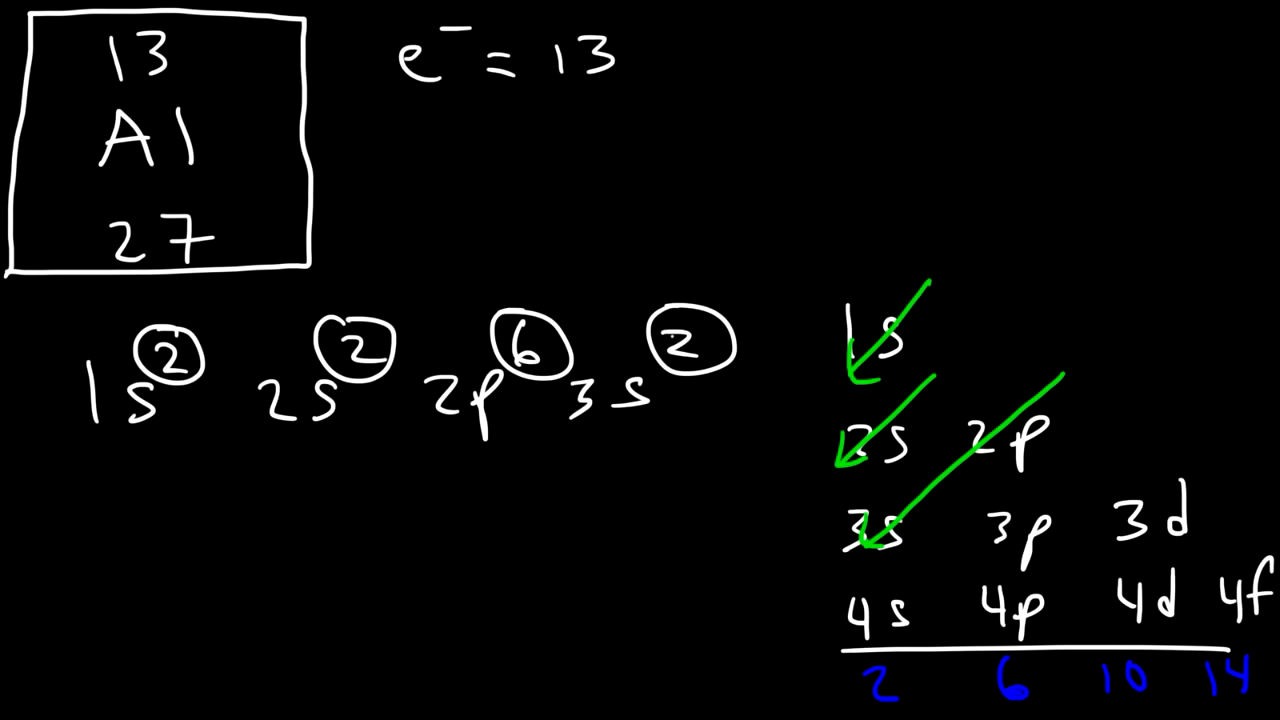 13
Al
27
e⁻ = 13
1s² 2s² 2p⁶ 3s²
1s
2s 2p
3s 3p 3d
4s 4p 4d 4f
2 6 10 14